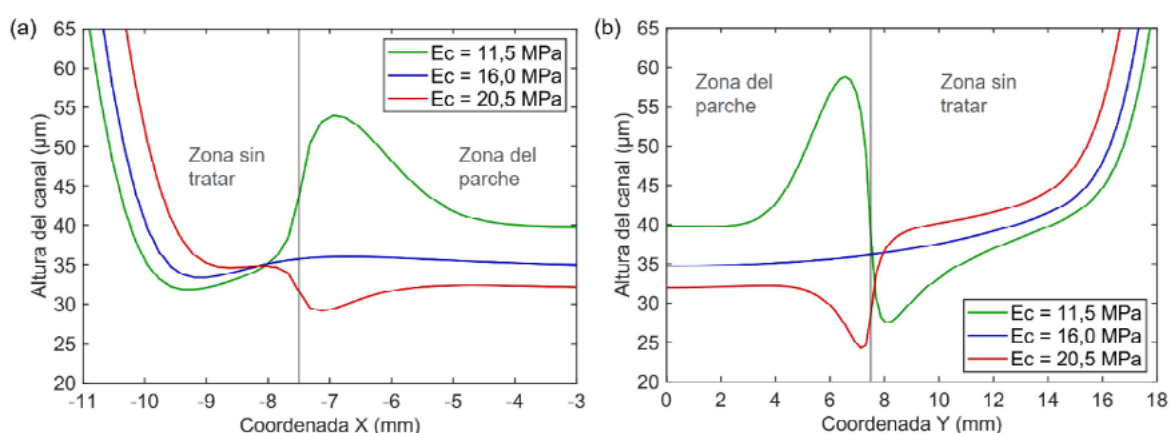 (a)
65
60
55
50
45
40
35
30
25
20
Altura del canal (μm)
Ec = 11,5 MPa
Ec = 16,0 MPa
Ec = 20,5 MPa
Zona sin
tratar
Zona del
parche
-11
-10
-9
-8
-7
-6
-5
-4
-3
Coordenada X (mm)
(b)
65
60
55
50
45
40
35
30
25
20
Altura del canal (μm)
Zona del
parche
Zona sin
tratar
Ec = 11,5 MPa
Ec = 16,0 MPa
Ec = 20,5 MPa
0
2
4
6
8
10
12
14
16
18
Coordenada Y (mm)